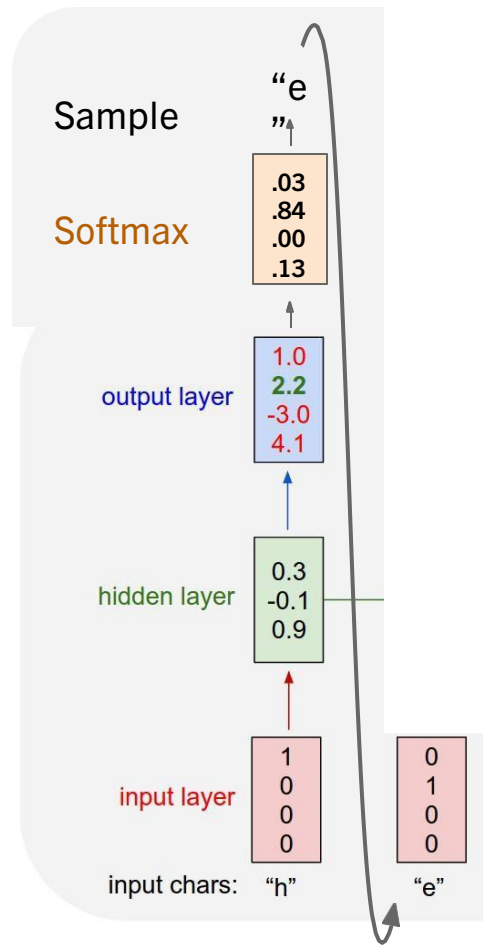 “e
”
Sample
.03
.84
.00
.13
Softmax
1.0
2.2
-3.0
4.1
output layer
0.3
-0.1
0.9
hidden layer
1
0
0
0
input layer
0
1
0
0
input chars: “h” “e”